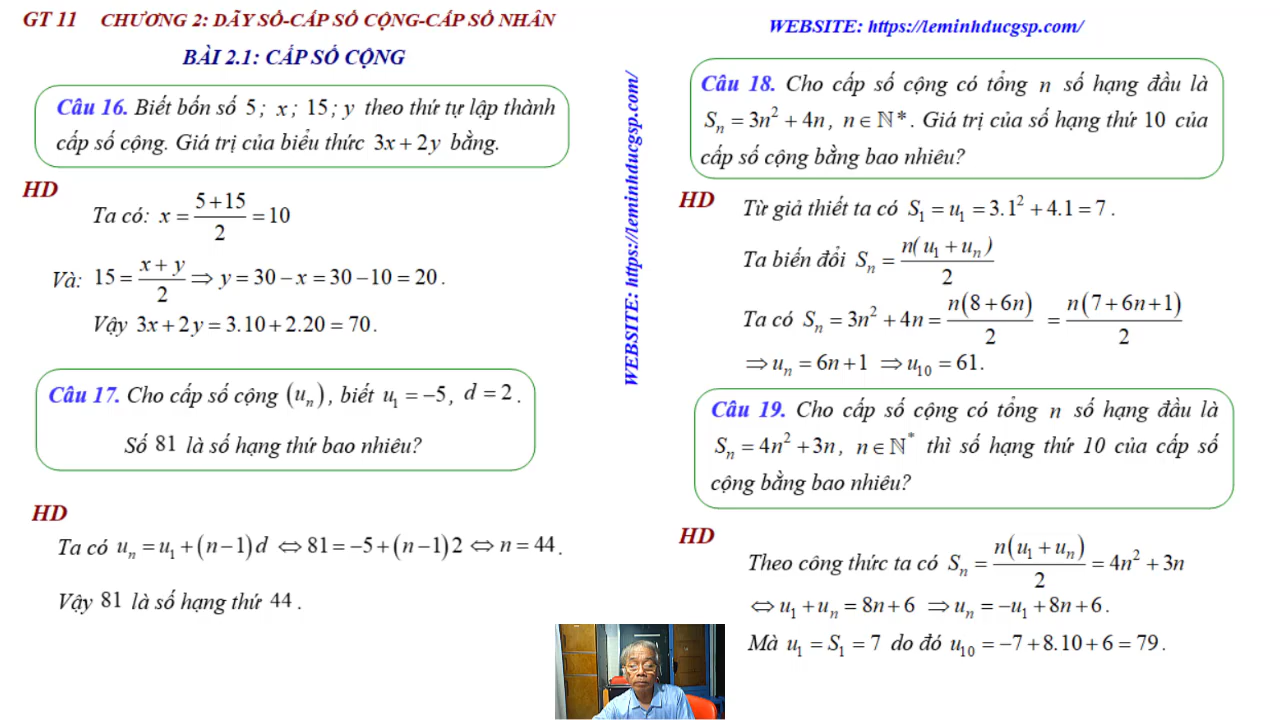 GT 11 CHƯƠNG 2: DÃY SỐ-CẤP SỐ CỘNG-CẤP SỐ NHÂN
BÀI 2.1: CẤP SỐ CỘNG
Câu 16. Biết bốn số 5; x; 15; y theo thứ tự lập thành
cấp số cộng. Giá trị của biểu thức 3x+2y bằng.
HD
Ta có: x = (5+15)/2 = 10
Và: 15 = (x+y)/2 ⇒ y = 30 − x = 30 − 10 = 20.
Vậy 3x+2y = 3.10+2.20 = 70.
Câu 17. Cho cấp số cộng (uₙ), biết u₁ = −5, d = 2.
Số 81 là số hạng thứ bao nhiêu?
HD
Ta có uₙ = u₁ + (n−1)d ⇔ 81 = −5 + (n−1)2 ⇔ n = 44.
Vậy 81 là số hạng thứ 44.
WEBSITE: https://leminhducgsp.com/
WEBSITE: https://leminhducgsp.com/
Câu 18. Cho cấp số cộng có tổng n số hạng đầu là
Sₙ = 3n² + 4n, n ∈ ℕ*. Giá trị của số hạng thứ 10 của
cấp số cộng bằng bao nhiêu?
HD
Từ giả thiết ta có S₁ = u₁ = 3.1² + 4.1 = 7.
Ta biến đổi Sₙ = n(u₁+uₙ)/2
Ta có Sₙ = 3n² + 4n = n(8+6n)/2 = n(7+6n+1)/2
⇒ uₙ = 6n+1 ⇒ u₁₀ = 61.
Câu 19. Cho cấp số cộng có tổng n số hạng đầu là
Sₙ = 4n² + 3n, n ∈ ℕ* thì số hạng thứ 10 của cấp số
cộng bằng bao nhiêu?
HD
Theo công thức ta có Sₙ = n(u₁+uₙ)/2 = 4n² + 3n
⇔ u₁ + uₙ = 8n + 6 ⇒ uₙ = −u₁ + 8n + 6.
Mà u₁ = S₁ = 7 do đó u₁₀ = −7 + 8.10 + 6 = 79.